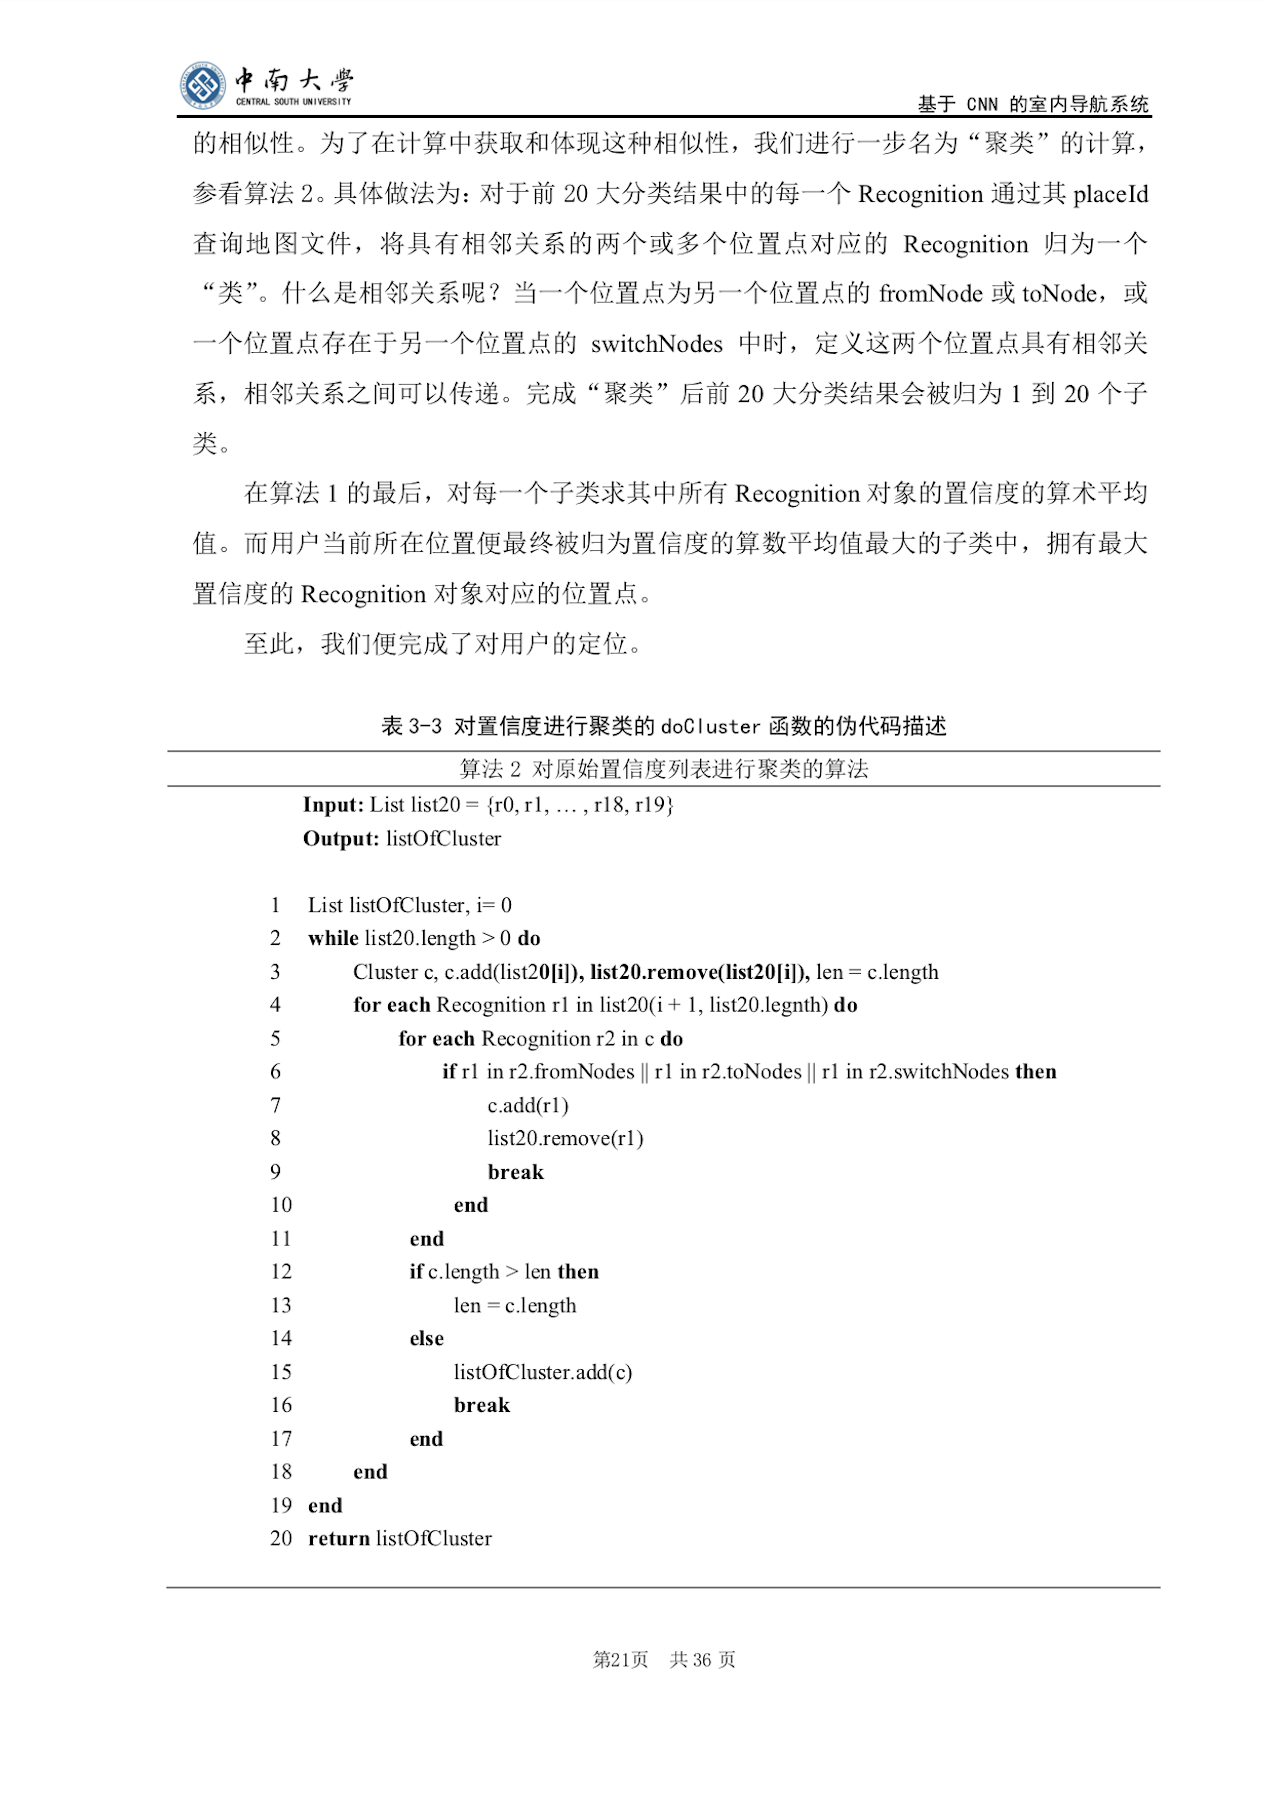 中南大学
CENTRAL SOUTH UNIVERSITY
基于 CNN 的室内导航系统
的相似性。为了在计算中获取和体现这种相似性，我们进行一步名为“聚类”的计算，
参看算法 2。具体做法为：对于前 20 大分类结果中的每一个 Recognition 通过其 placeId
查询地图文件，将具有相邻关系的两个或多个位置点对应的 Recognition 归为一个
“类”。什么是相邻关系呢？当一个位置点为另一个位置点的 fromNode 或 toNode，或
一个位置点存在于另一个位置点的 switchNodes 中时，定义这两个位置点具有相邻关
系，相邻关系之间可以传递。完成“聚类”后前 20 大分类结果会被归为 1 到 20 个子
类。
在算法 1 的最后，对每一个子类求其中所有 Recognition 对象的置信度的算术平均
值。而用户当前所在位置便最终被归为置信度的算数平均值最大的子类中，拥有最大
置信度的 Recognition 对象对应的位置点。
至此，我们便完成了对用户的定位。
表 3-3 对置信度进行聚类的 doCluster 函数的伪代码描述
算法 2 对原始置信度列表进行聚类的算法
Input: List list20 = {r0, r1, … , r18, r19}
Output: listOfCluster
1 List listOfCluster, i= 0
2 while list20.length > 0 do
3 Cluster c, c.add(list20[i]), list20.remove(list20[i]), len = c.length
4 for each Recognition r1 in list20(i + 1, list20.legnth) do
5 for each Recognition r2 in c do
6 if r1 in r2.fromNodes || r1 in r2.toNodes || r1 in r2.switchNodes then
7 c.add(r1)
8 list20.remove(r1)
9 break
10 end
11 end
12 if c.length > len then
13 len = c.length
14 else
15 listOfCluster.add(c)
16 break
17 end
18 end
19 end
20 return listOfCluster
第21页 共 36 页